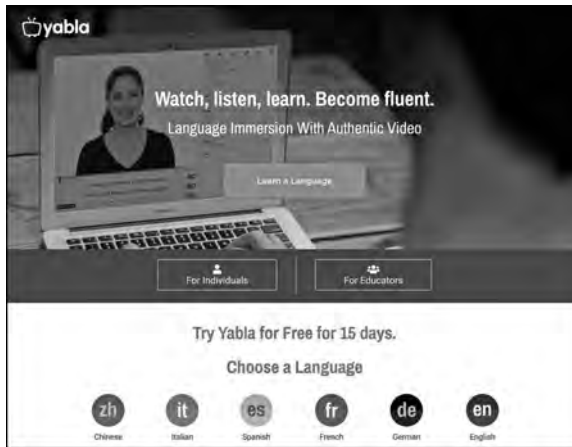 yabla
Watch, listen, learn. Become fluent.
Language Immersion With Authentic Video
Learn a Language
For Individuals
For Educators
Try Yabla for Free for 15 days.
Choose a Language
zh it es fr de en
Chinese Italian Spanish French German English